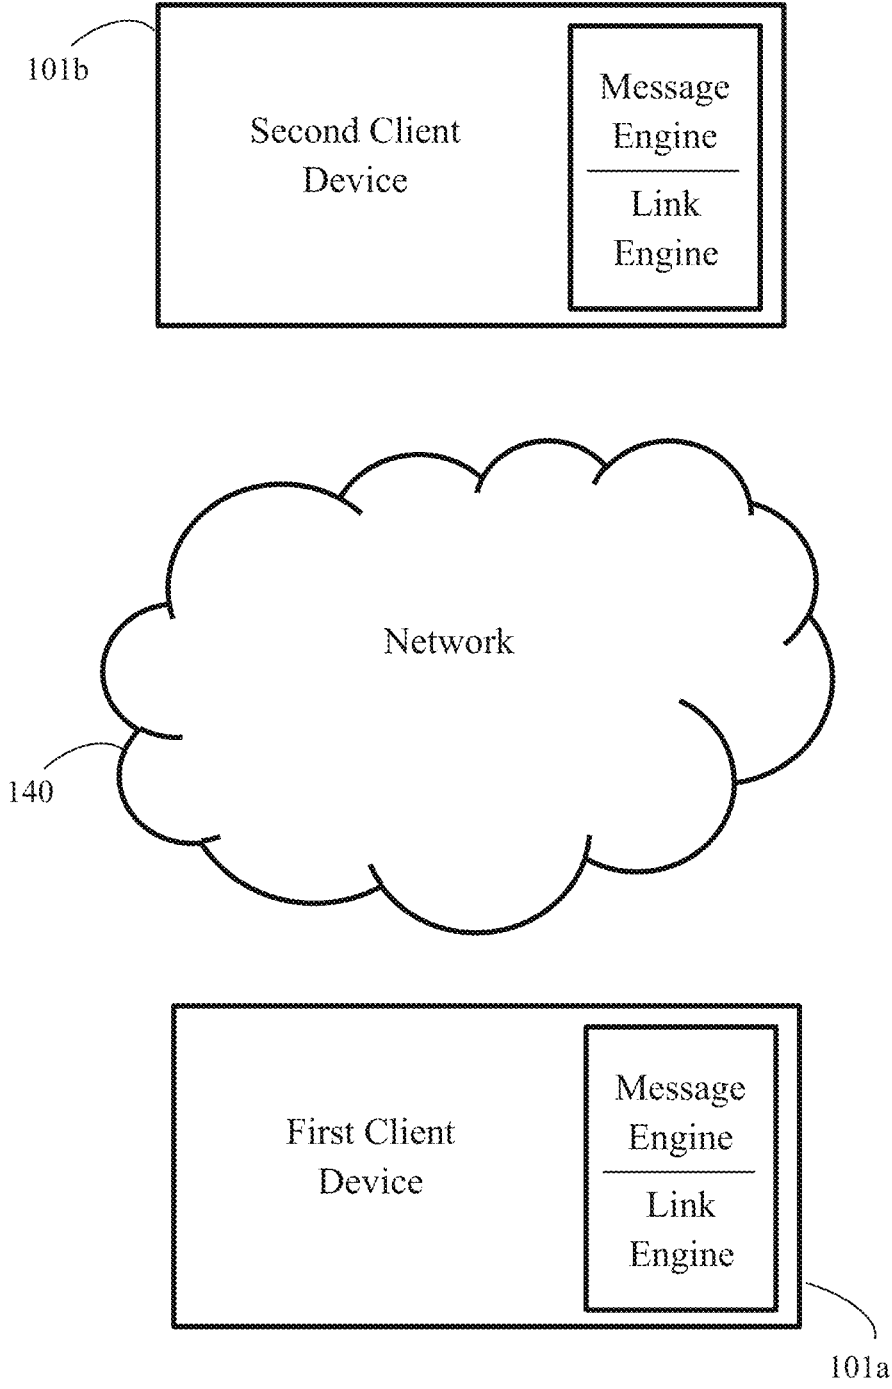 101b
Second Client
Device
Message
Engine
Link
Engine
Network
140
First Client
Device
Message
Engine
Link
Engine
101a